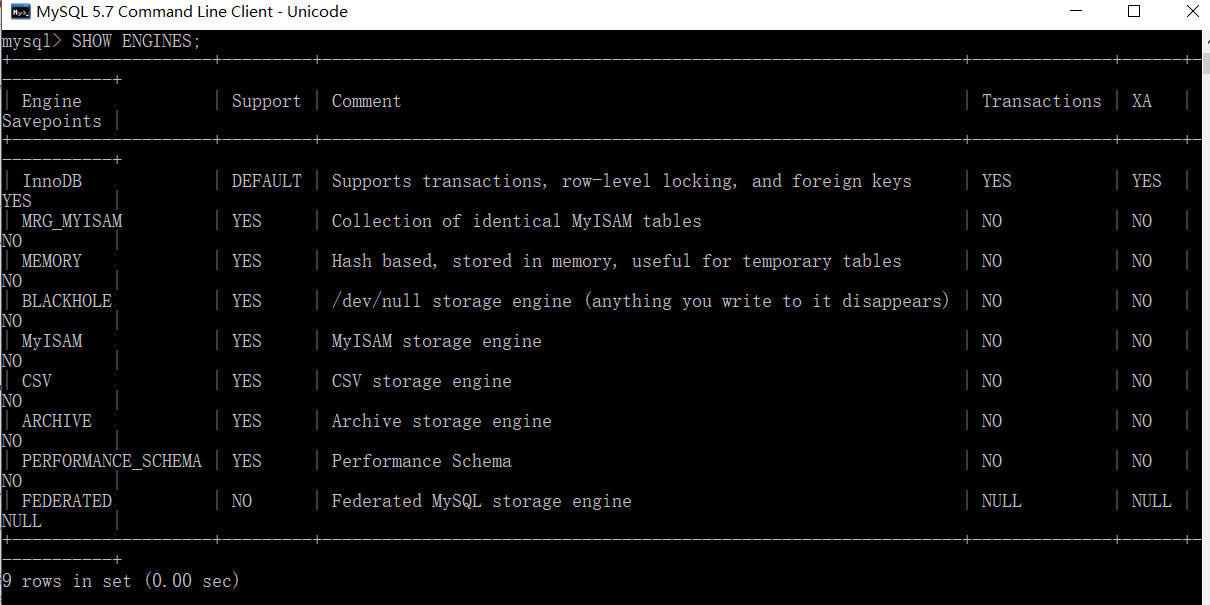 MySQL 5.7 Command Line Client - Unicode
mysql> SHOW ENGINES;
+--------------------+---------+----------------------------------------------------------------+--------------+------+-
-----------+
| Engine             | Support | Comment                                                        | Transactions | XA   |
Savepoints |
+--------------------+---------+----------------------------------------------------------------+--------------+------+-
-----------+
| InnoDB             | DEFAULT | Supports transactions, row-level locking, and foreign keys     | YES          | YES  |
YES        |
| MRG_MYISAM         | YES     | Collection of identical MyISAM tables                          | NO           | NO   |
NO         |
| MEMORY             | YES     | Hash based, stored in memory, useful for temporary tables      | NO           | NO   |
NO         |
| BLACKHOLE          | YES     | /dev/null storage engine (anything you write to it disappears) | NO           | NO   |
NO         |
| MyISAM             | YES     | MyISAM storage engine                                          | NO           | NO   |
NO         |
| CSV                | YES     | CSV storage engine                                             | NO           | NO   |
NO         |
| ARCHIVE            | YES     | Archive storage engine                                         | NO           | NO   |
NO         |
| PERFORMANCE_SCHEMA | YES     | Performance Schema                                             | NO           | NO   |
NO         |
| FEDERATED          | NO      | Federated MySQL storage engine                                 | NULL         | NULL |
NULL       |
+--------------------+---------+----------------------------------------------------------------+--------------+------+-
-----------+
9 rows in set (0.00 sec)